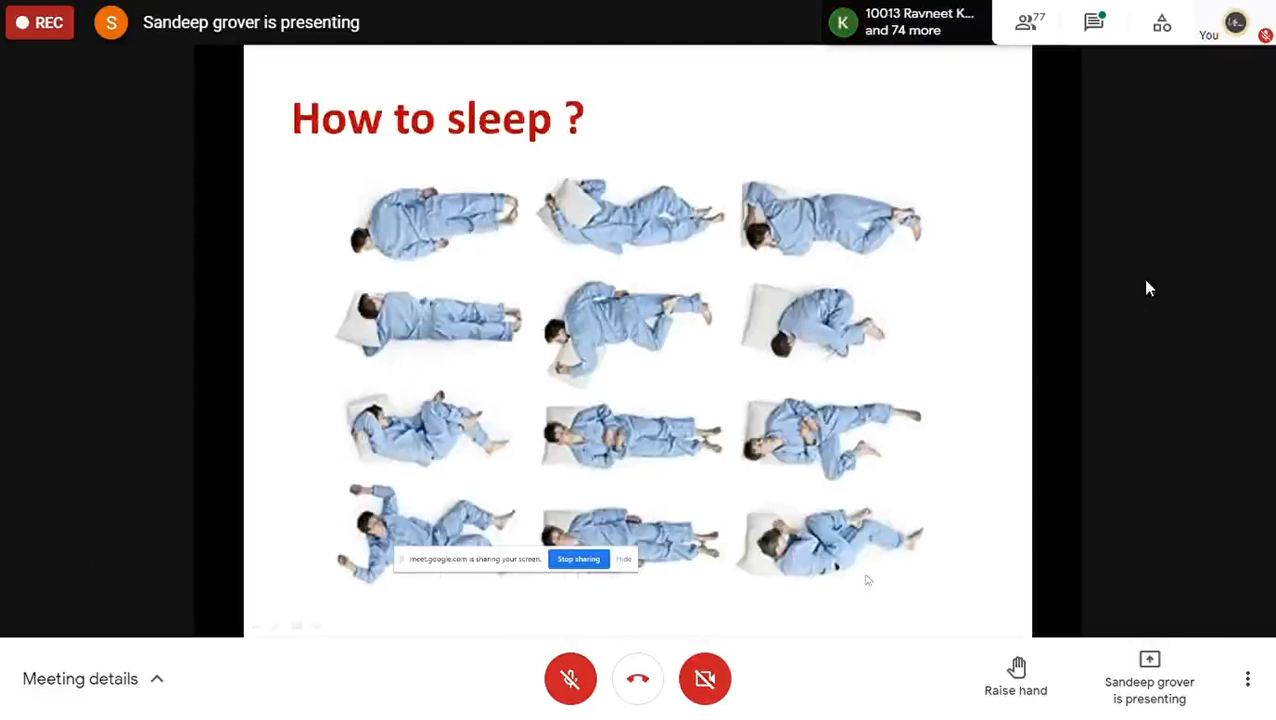 REC
S
Sandeep grover is presenting
K
10013 Ravneet K...
and 74 more
77
You
How to sleep ?
meet.google.com is sharing your screen.
Stop sharing
Hide
Meeting details
Raise hand
Sandeep grover
is presenting